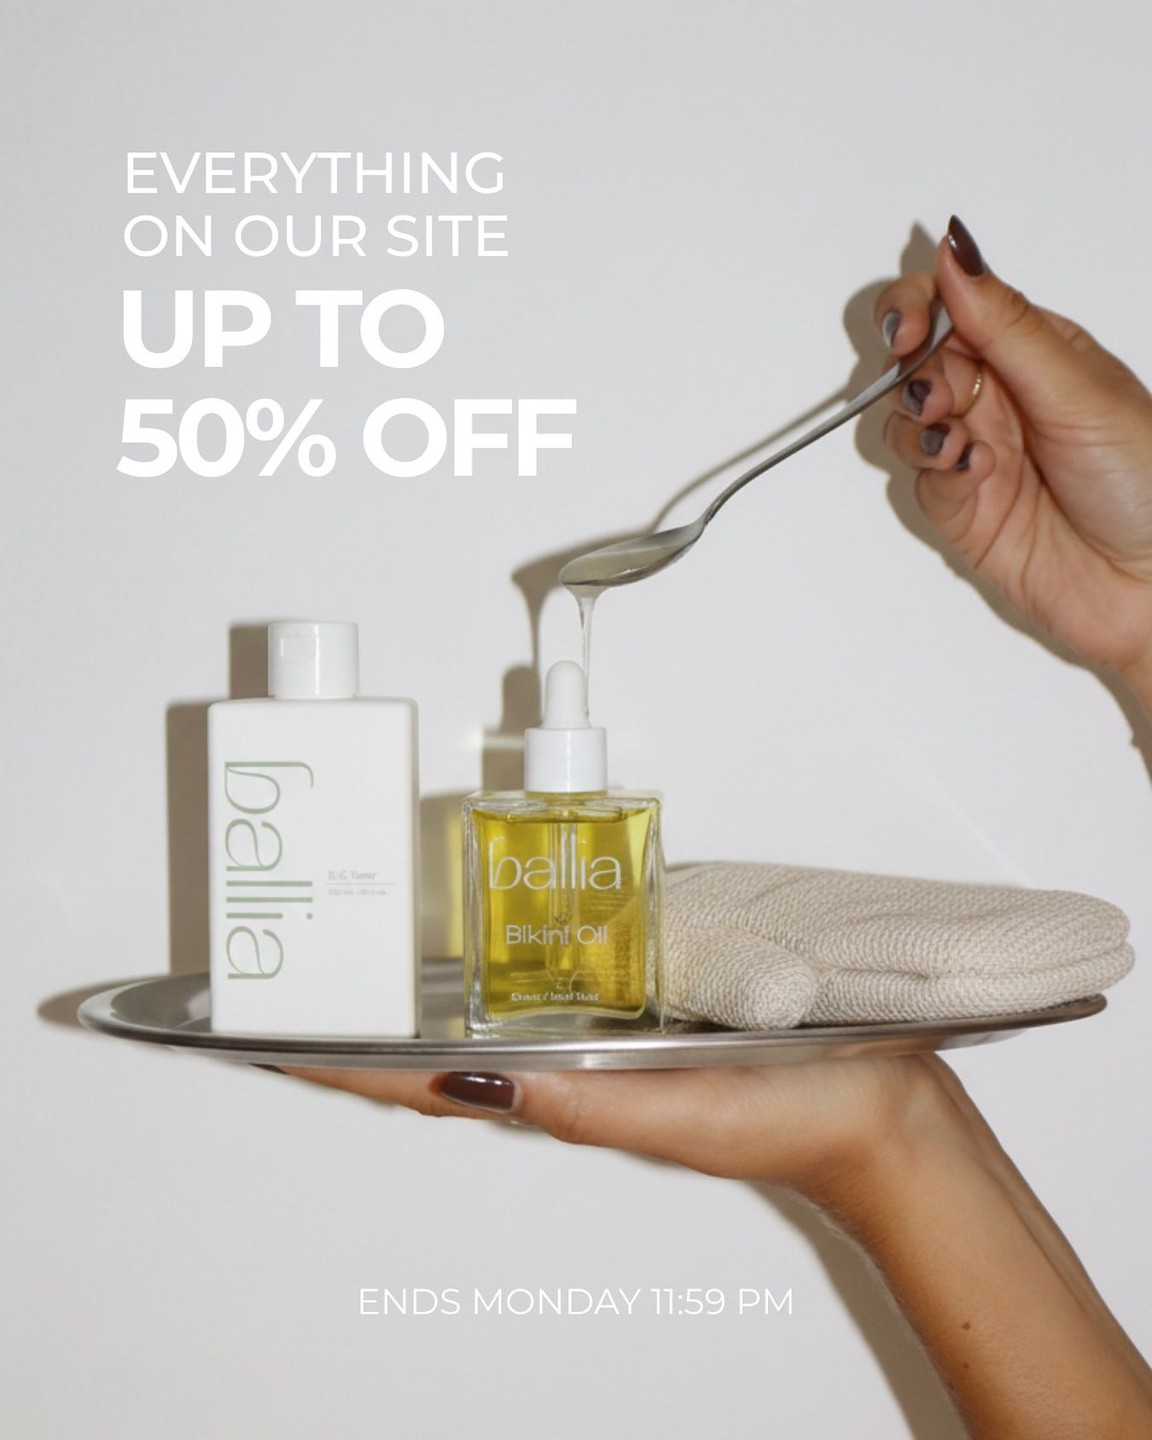 EVERYTHING
ON OUR SITE
UP TO
50% OFF
ballia
ballia
Bikini Oil
ENDS MONDAY 11:59 PM